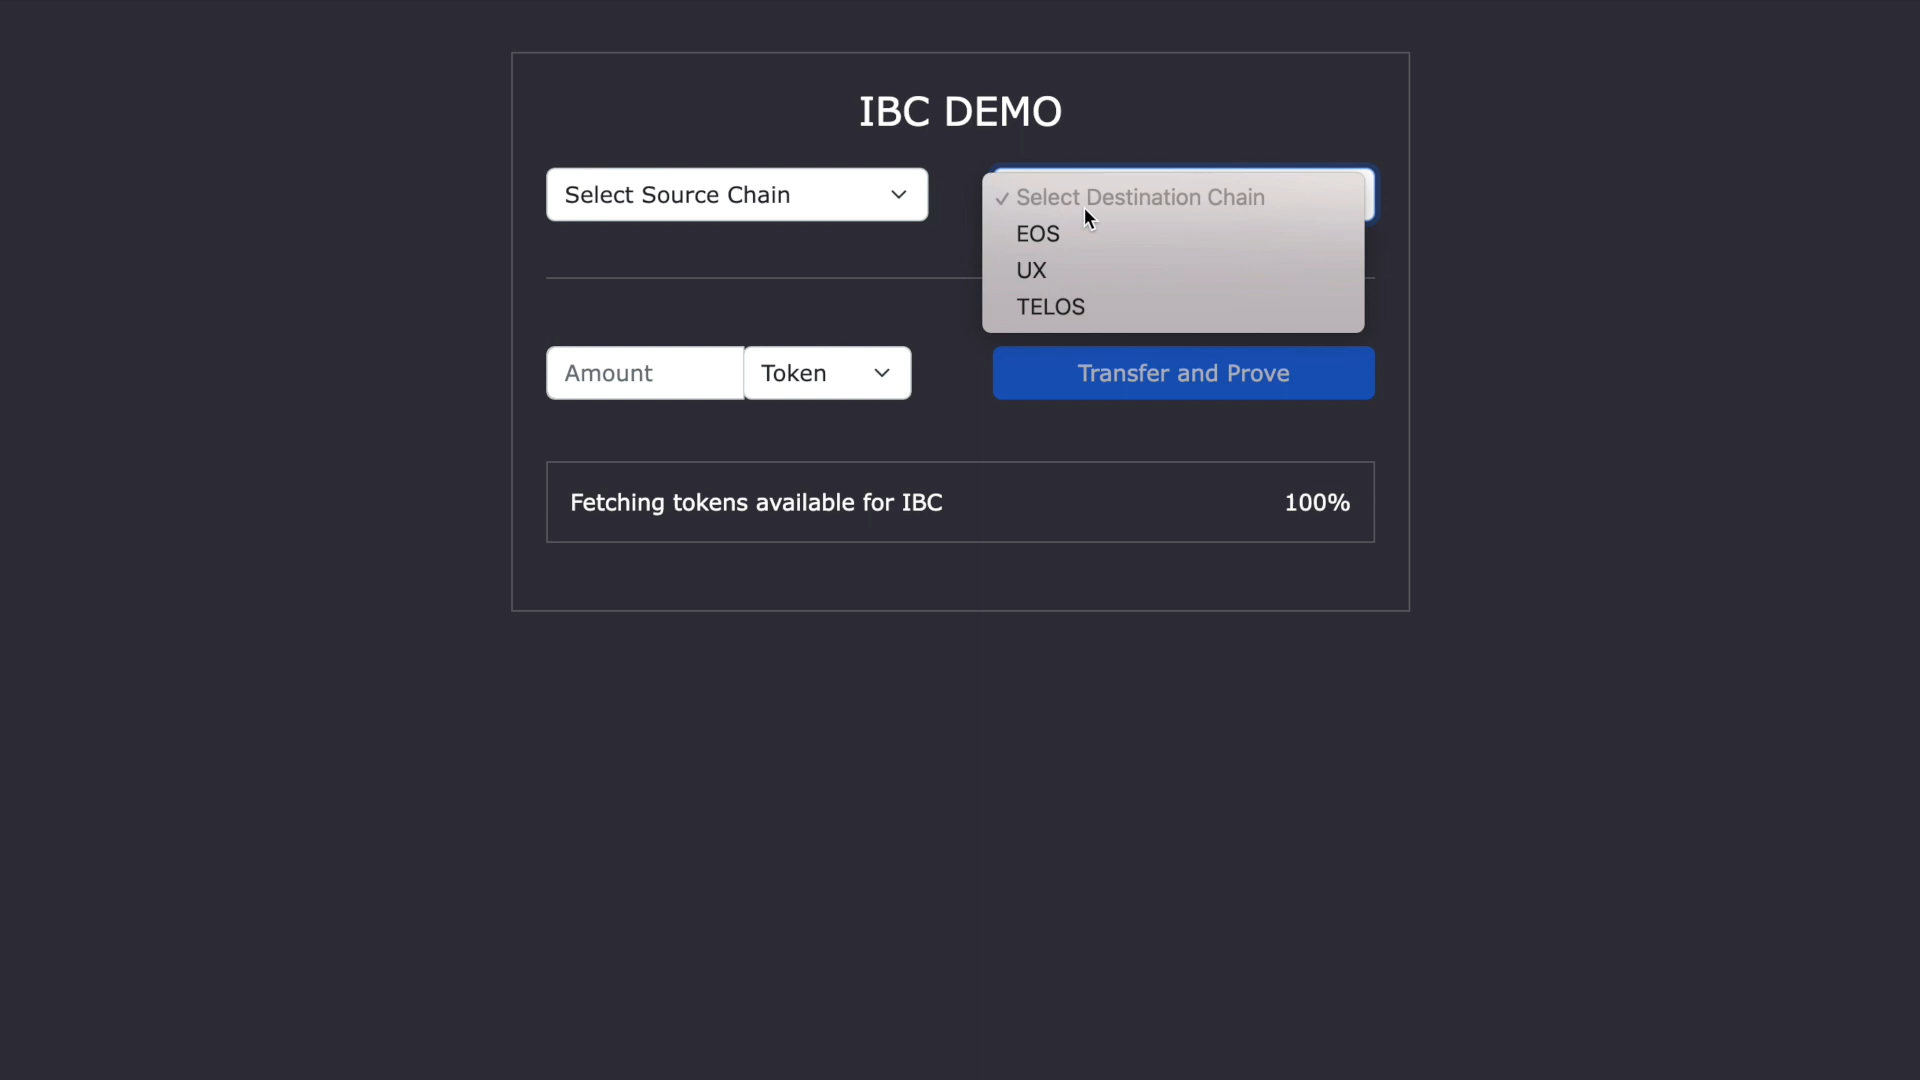 IBC DEMO
Select Source Chain
✓ Select Destination Chain
EOS
UX
TELOS
Amount
Token
Transfer and Prove
Fetching tokens available for IBC 100%